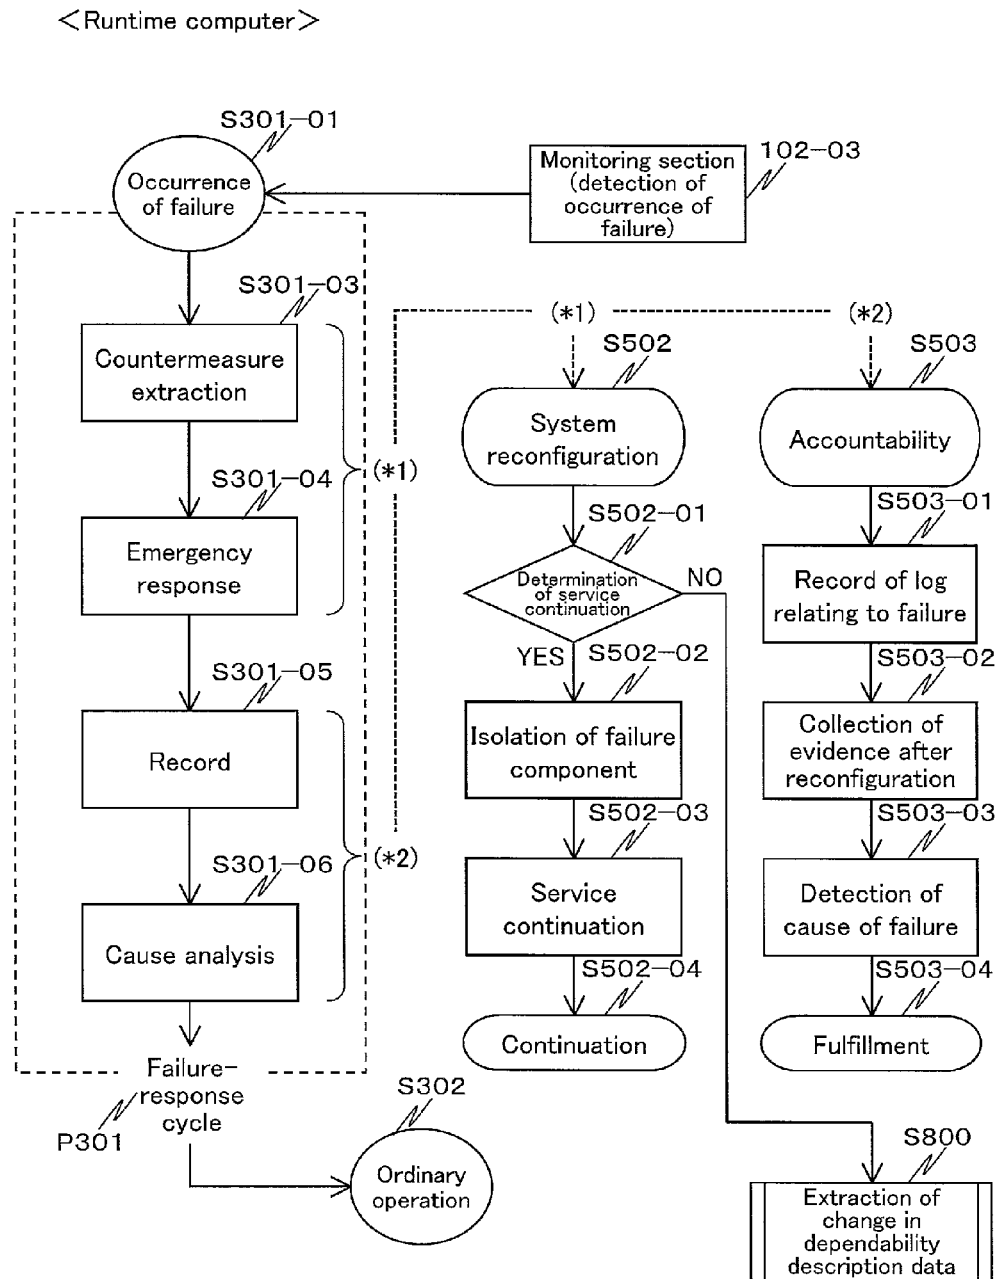 <Runtime computer>
S301-01
Occurrence
of failure
102-03
Monitoring section
(detection of
occurrence of
failure)
S301-03
Countermeasure
extraction
S301-04
Emergency
response
(*1)
S301-05
Record
S301-06
Cause analysis
(*2)
Failure-
response
cycle
P301
S302
Ordinary
operation
(*1)
S502
System
reconfiguration
S502-01
Determination
of service
continuation
NO
YES
S502-02
Isolation of failure
component
S502-03
Service
continuation
S502-04
Continuation
(*2)
S503
Accountability
S503-01
Record of log
relating to failure
S503-02
Collection of
evidence after
reconfiguration
S503-03
Detection of
cause of failure
S503-04
Fulfillment
S800
Extraction of
change in
dependability
description data